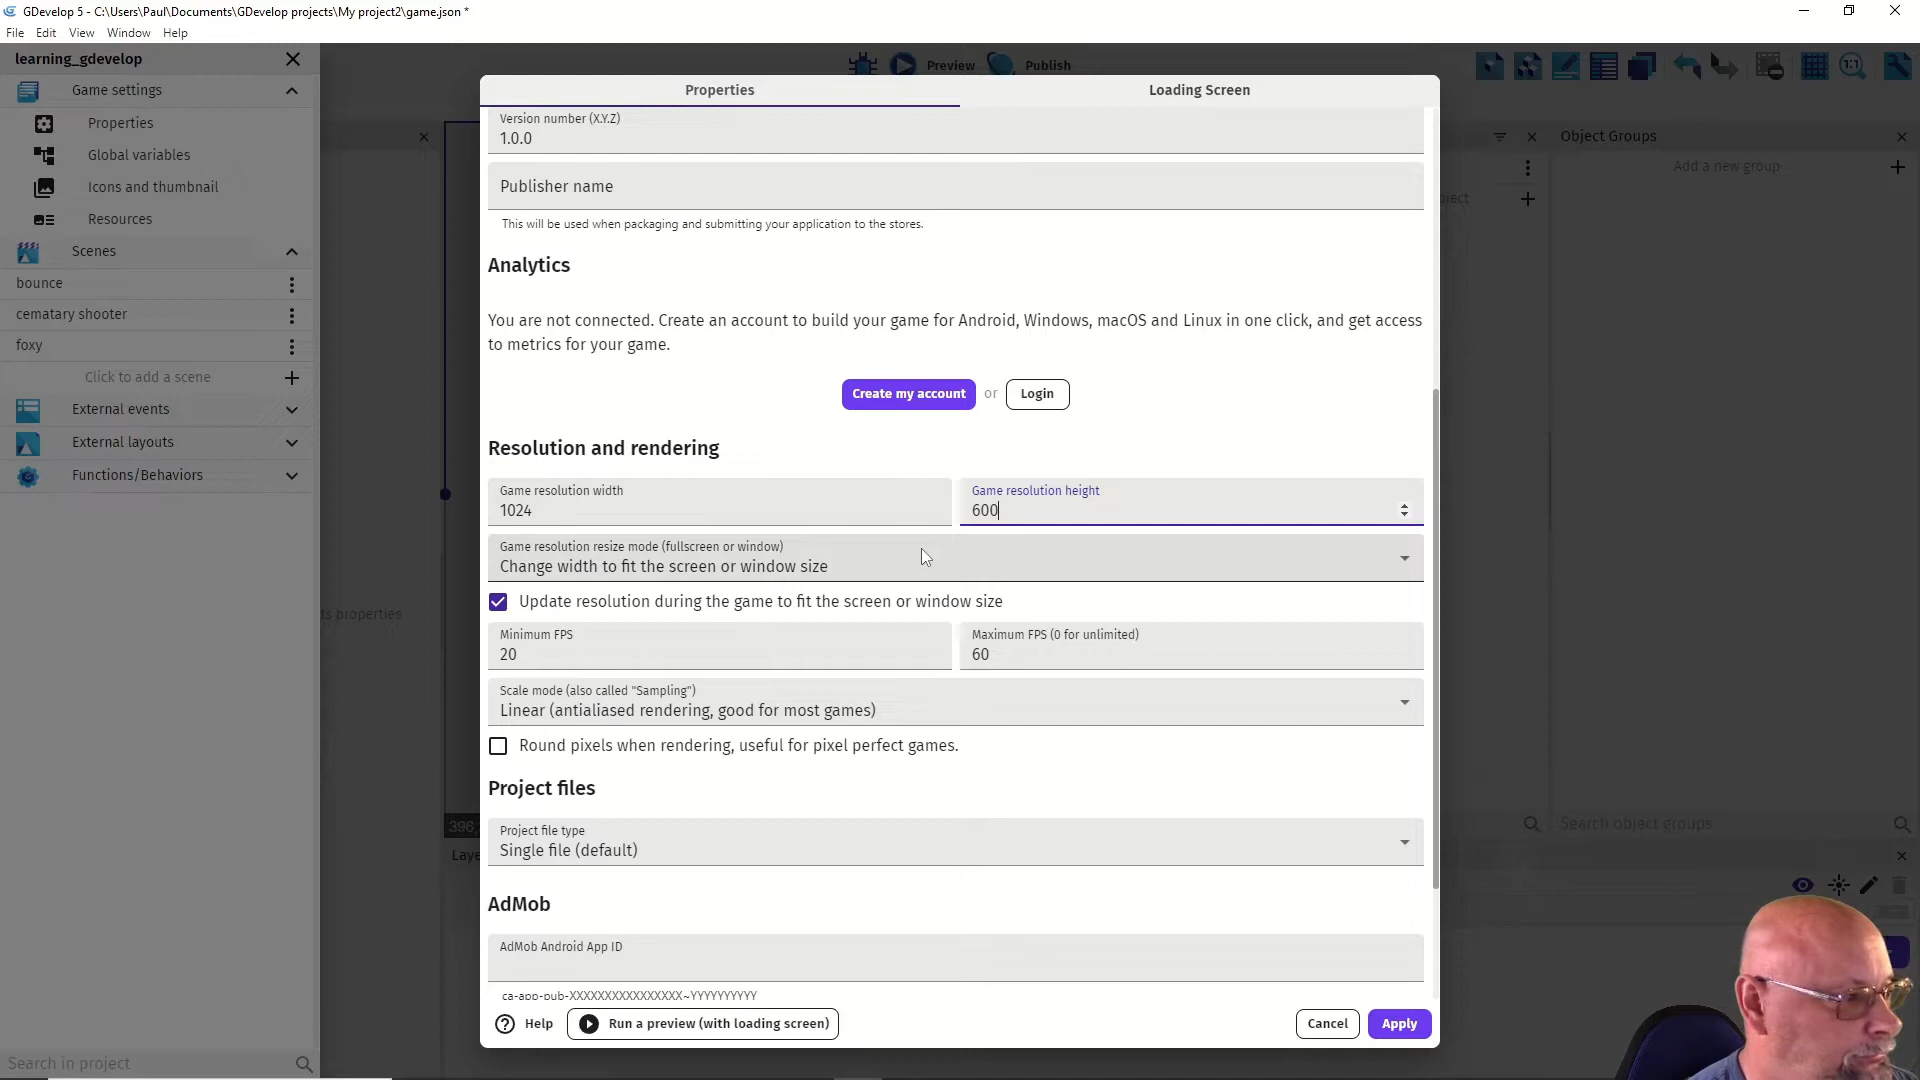 GDevelop 5 - C:\Users\Paul\Documents\GDevelop projects\My project2\game.json *
File Edit View Window Help
learning_gdevelop
Preview
Publish
Game settings
Properties
Global variables
Icons and thumbnail
Resources
Scenes
bounce
cematary shooter
foxy
Click to add a scene
External events
External layouts
Functions/Behaviors
Search in project
Properties
Loading Screen
Version number (X.Y.Z)
1.0.0
Publisher name
This will be used when packaging and submitting your application to the stores.
Analytics
You are not connected. Create an account to build your game for Android, Windows, macOS and Linux in one click, and get access
to metrics for your game.
Create my account or Login
Resolution and rendering
Game resolution width
1024
Game resolution height
600
Game resolution resize mode (fullscreen or window)
Change width to fit the screen or window size
Update resolution during the game to fit the screen or window size
Minimum FPS
20
Maximum FPS (0 for unlimited)
60
Scale mode (also called "Sampling")
Linear (antialiased rendering, good for most games)
Round pixels when rendering, useful for pixel perfect games.
Project files
Project file type
Single file (default)
AdMob
AdMob Android App ID
ca-app-pub-XXXXXXXXXXXXXXXX~YYYYYYYYYY
Help
Run a preview (with loading screen)
Cancel
Apply
Object Groups
Add a new group
Search object groups
1:1
ts properties
396,